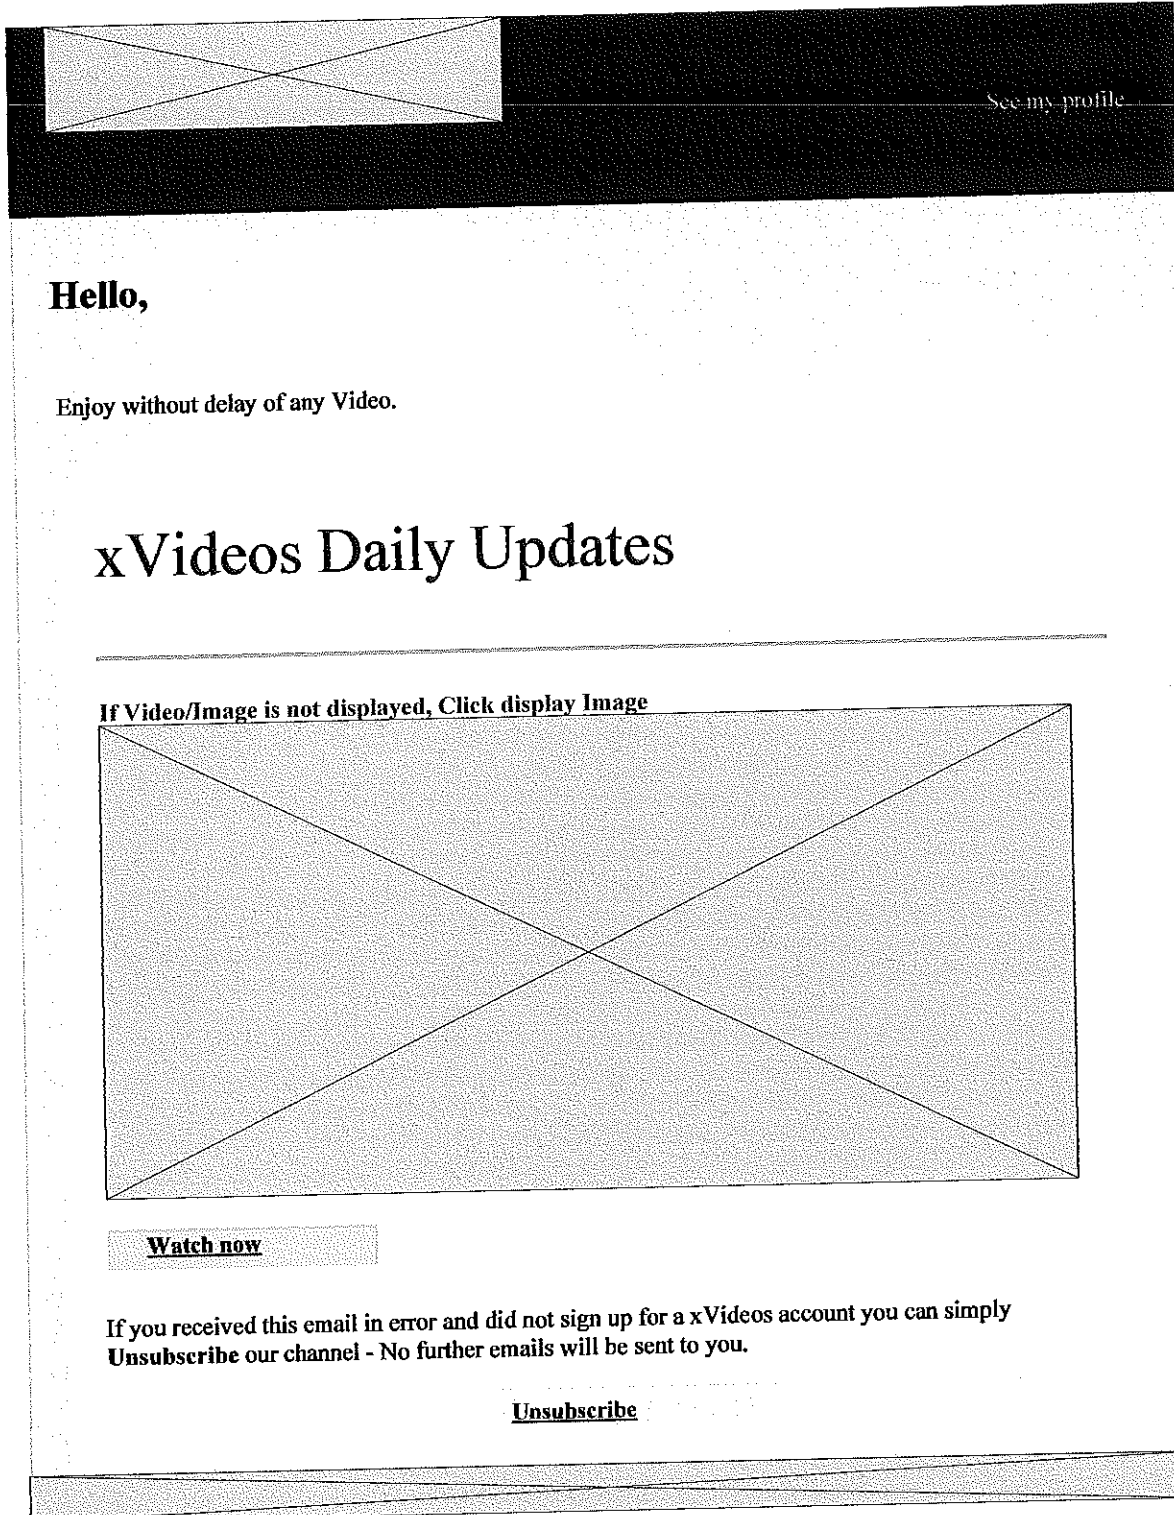 See my profile
Hello,
Enjoy without delay of any Video.
xVideos Daily Updates
If Video/Image is not displayed, Click display Image
Watch now
If you received this email in error and did not sign up for a xVideos account you can simply
Unsubscribe our channel - No further emails will be sent to you.
Unsubscribe